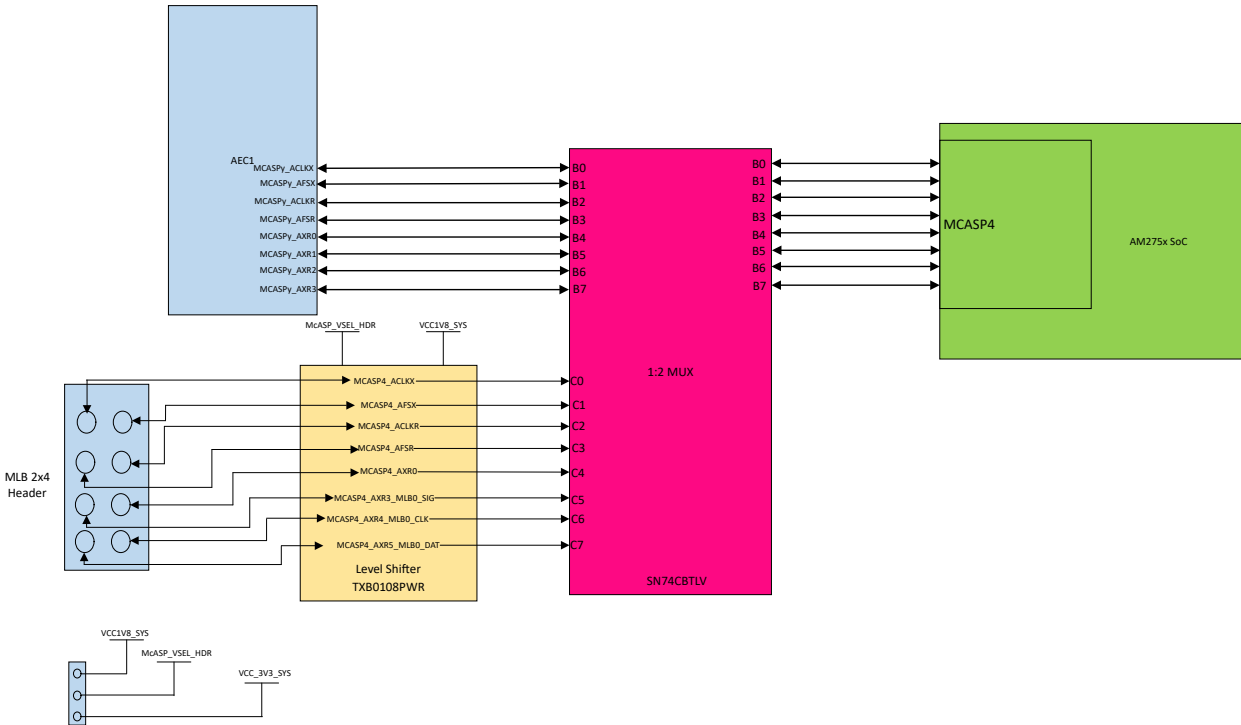 AEC1
MCASPy_ACLKX
MCASPy_AFSX
MCASPy_ACLKR
MCASPy_AFSR
MCASPy_AXR0
MCASPy_AXR1
MCASPy_AXR2
MCASPy_AXR3
B0
B1
B2
B3
B4
B5
B6
B7
B0
B1
B2
B3
B4
B5
B6
B7
MCASP4
AM275x SoC
McASP_VSEL_HDR
VCC1V8_SYS
MCASP4_ACLKX
MCASP4_AFSX
MCASP4_ACLKR
MCASP4_AFSR
MCASP4_AXR0
MCASP4_AXR3_MLB0_SIG
MCASP4_AXR4_MLB0_CLK
MCASP4_AXR5_MLB0_DAT
Level Shifter
TXB0108PWR
C0
C1
C2
C3
C4
C5
C6
C7
1:2 MUX
SN74CBTLV
MLB 2x4
Header
VCC1V8_SYS
McASP_VSEL_HDR
VCC_3V3_SYS